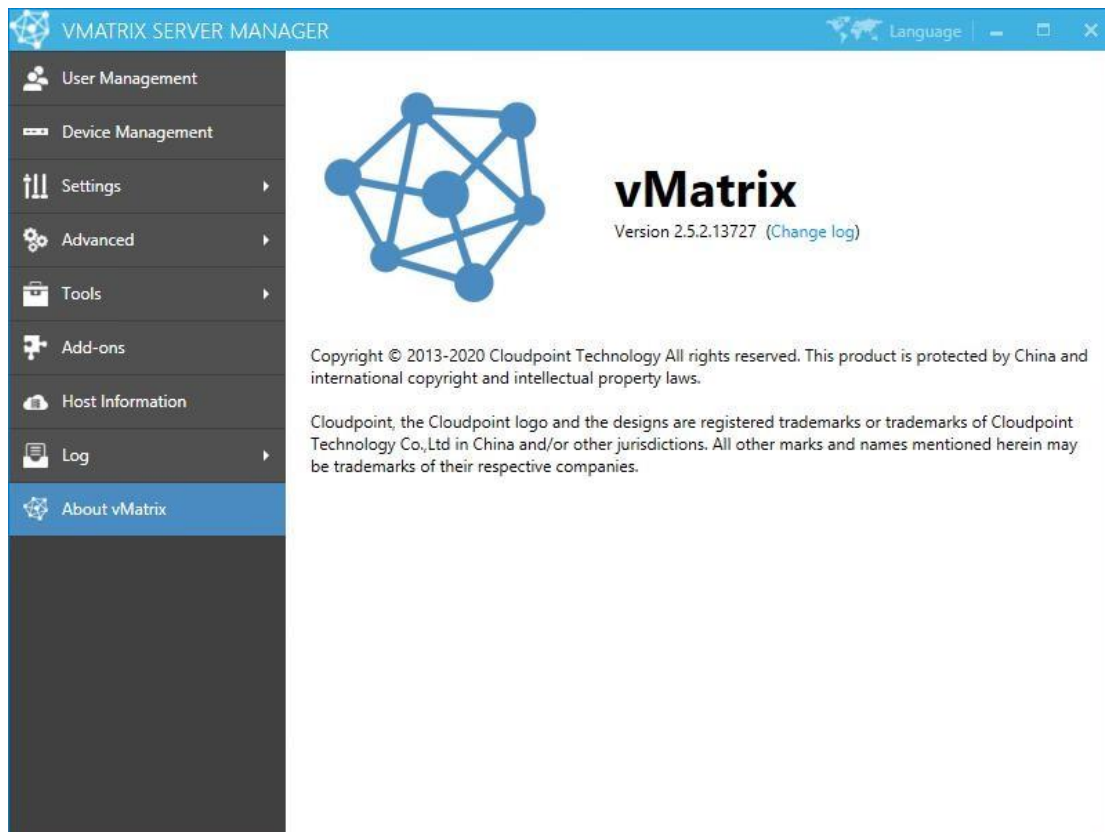 VMATRIX SERVER MANAGER
Language
User Management
Device Management
Settings
Advanced
Tools
Add-ons
Host Information
Log
About vMatrix
vMatrix
Version 2.5.2.13727 (Change log)
Copyright © 2013-2020 Cloudpoint Technology All rights reserved. This product is protected by China and
international copyright and intellectual property laws.
Cloudpoint, the Cloudpoint logo and the designs are registered trademarks or trademarks of Cloudpoint
Technology Co.,Ltd in China and/or other jurisdictions. All other marks and names mentioned herein may
be trademarks of their respective companies.